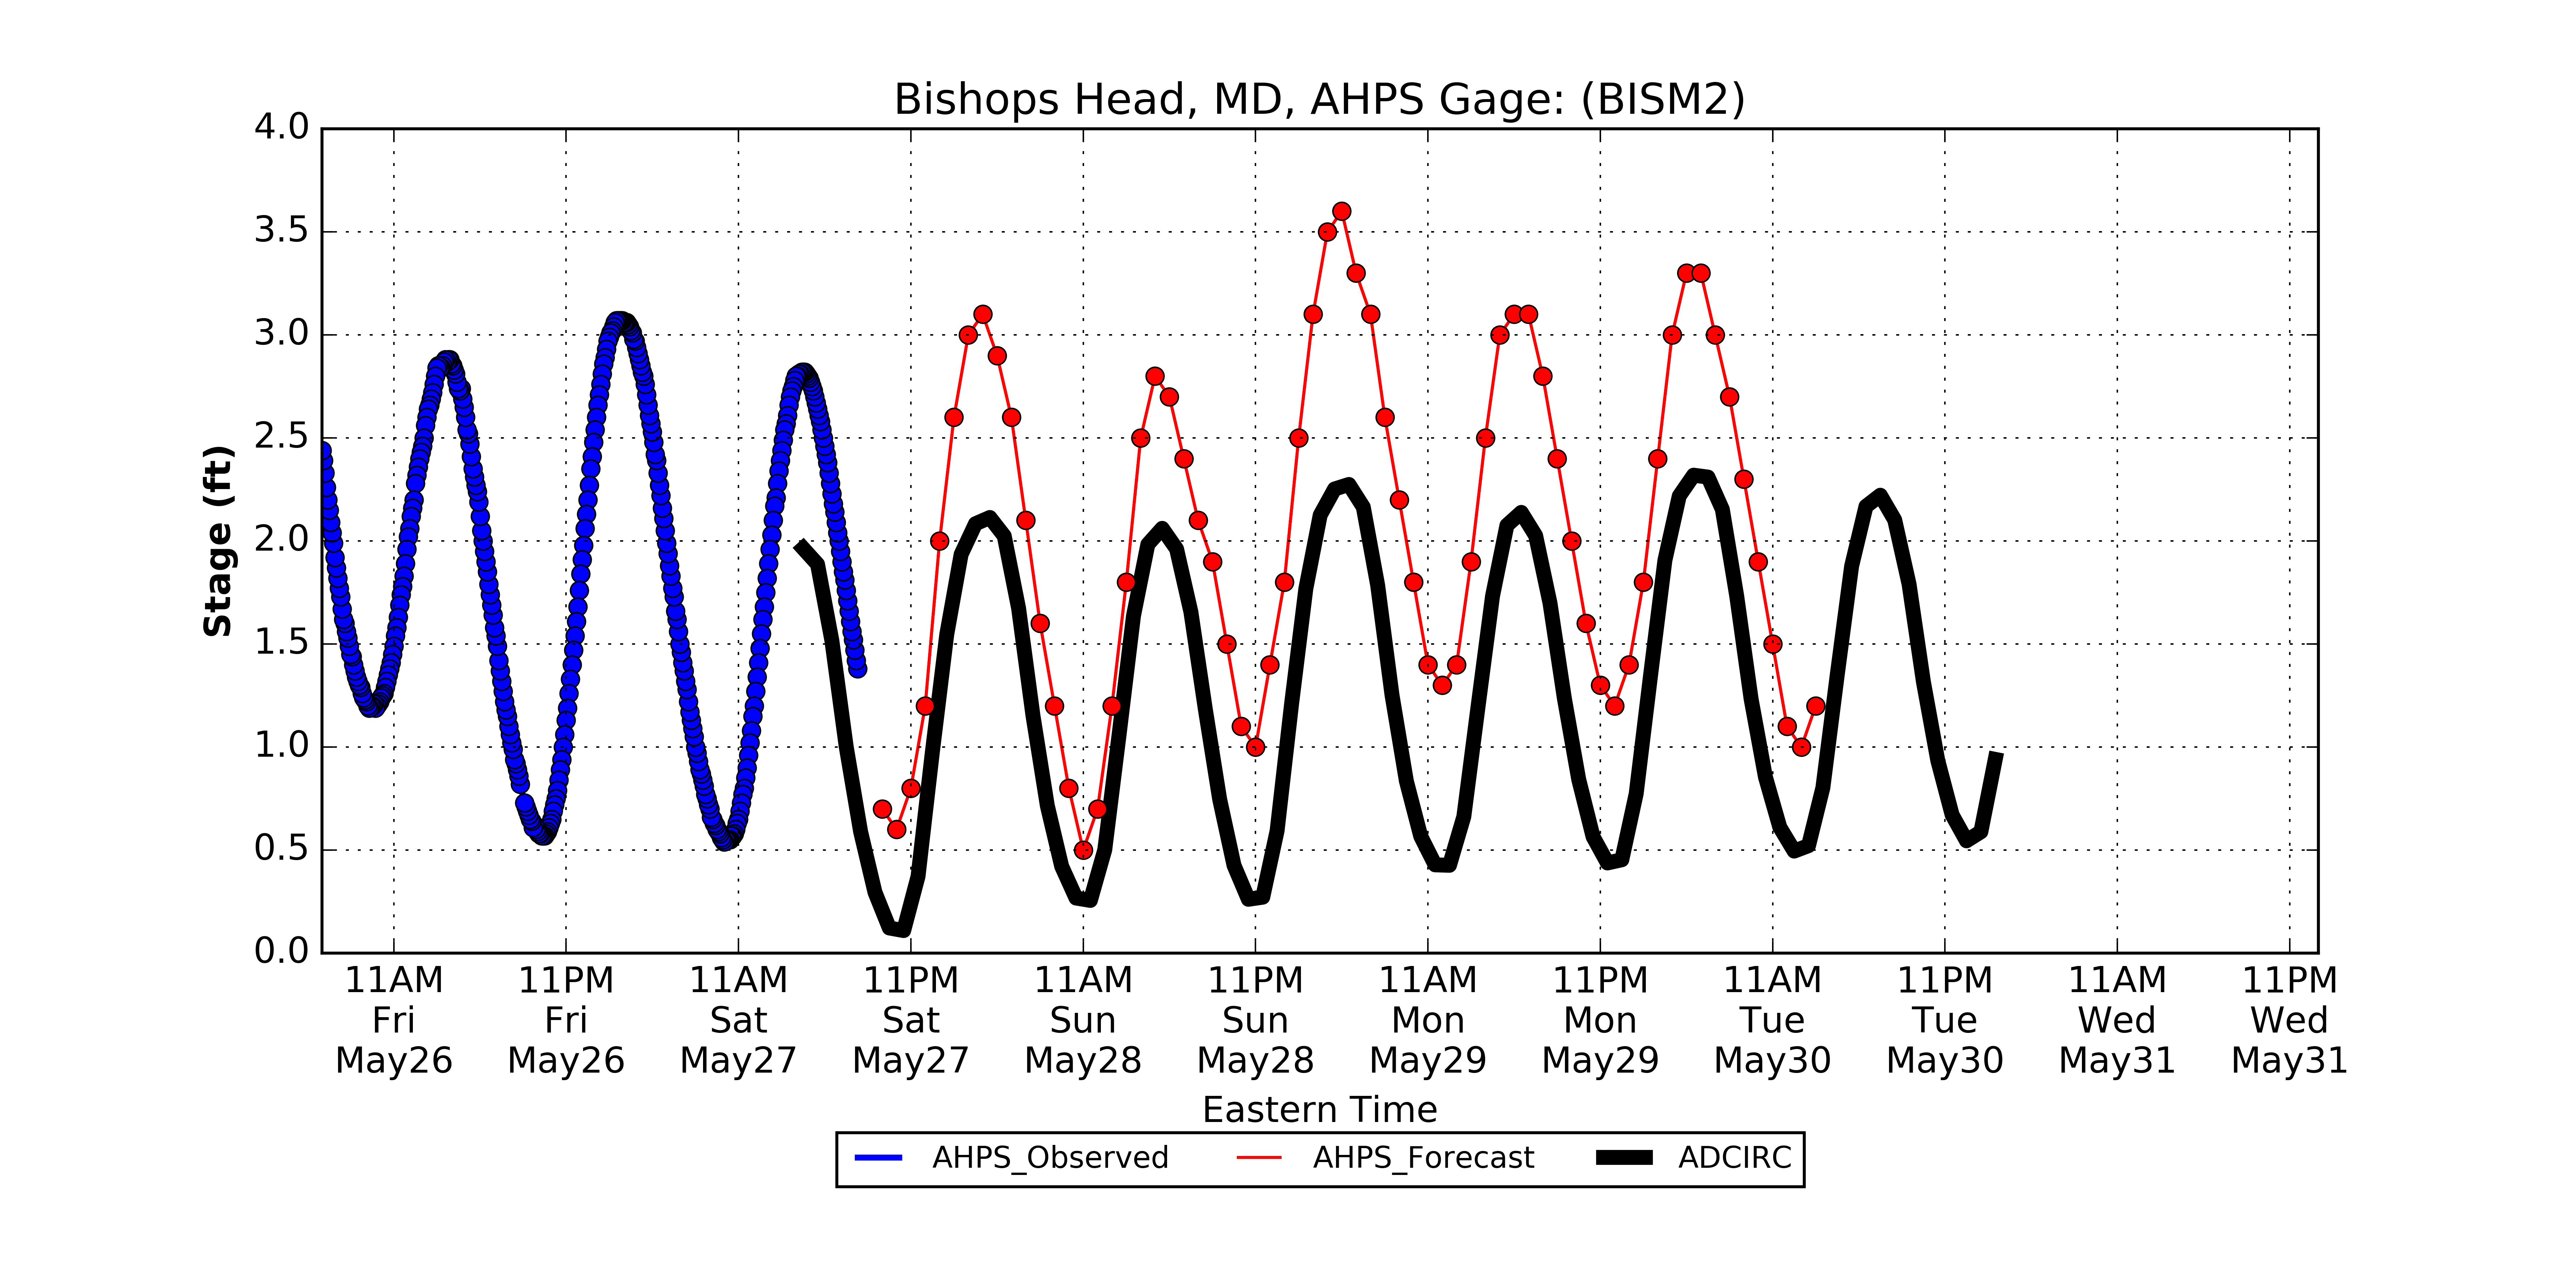 Bishops Head, MD, AHPS Gage: (BISM2)
4.0
3.5
3.0
2.5
2.0
1.5
1.0
0.5
0.0
Stage (ft)
11AM 11PM 11AM 11PM 11AM 11PM 11AM 11PM 11AM 11PM 11AM 11PM
Fri Fri Sat Sat Sun Sun Mon Mon Tue Tue Wed Wed
May26 May26 May27 May27 May28 May28 May29 May29 May30 May30 May31 May31
Eastern Time
AHPS_Observed AHPS_Forecast ADCIRC